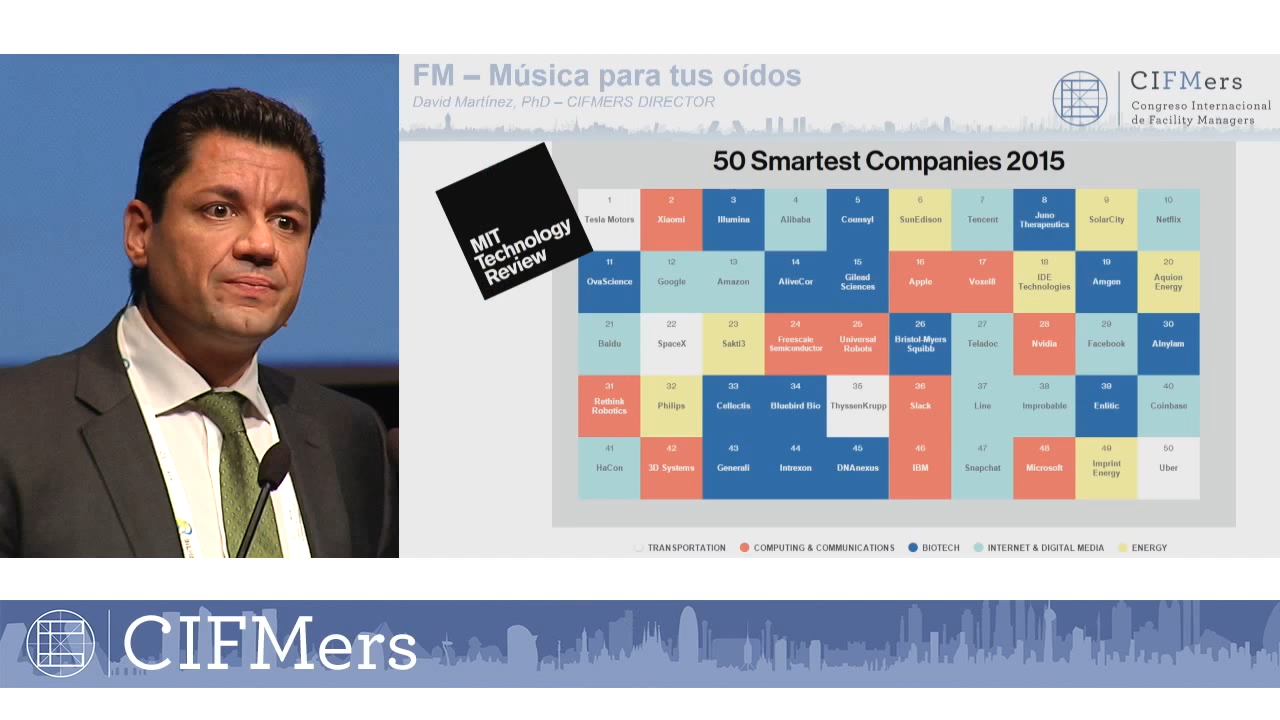 FM – Música para tus oídos
David Martínez, PhD – CIFMERS DIRECTOR
CIFMers
Congreso Internacional
de Facility Managers
MIT
Technology
Review
50 Smartest Companies 2015
1 2 3 4 5 6 7 8 9 10
Tesla Motors Xiaomi Illumina Alibaba Counsyl SunEdison Tencent Juno Therapeutics SolarCity Netflix
11 12 13 14 15 16 17 18 19 20
OvaScience Google Amazon AliveCor Gilead Sciences Apple Voxel8 IDE Technologies Amgen Aquion Energy
21 22 23 24 25 26 27 28 29 30
Baidu SpaceX Sakti3 Freescale Semiconductor Universal Robots Bristol-Myers Squibb Teladoc Nvidia Facebook Alnylam
31 32 33 34 35 36 37 38 39 40
Rethink Robotics Philips Cellectis Bluebird Bio ThyssenKrupp Slack Line Improbable Enlitic Coinbase
41 42 43 44 45 46 47 48 49 50
HaCon 3D Systems Generali Intrexon DNAnexus IBM Snapchat Microsoft Imprint Energy Uber
TRANSPORTATION COMPUTING & COMMUNICATIONS BIOTECH INTERNET & DIGITAL MEDIA ENERGY
CIFMers